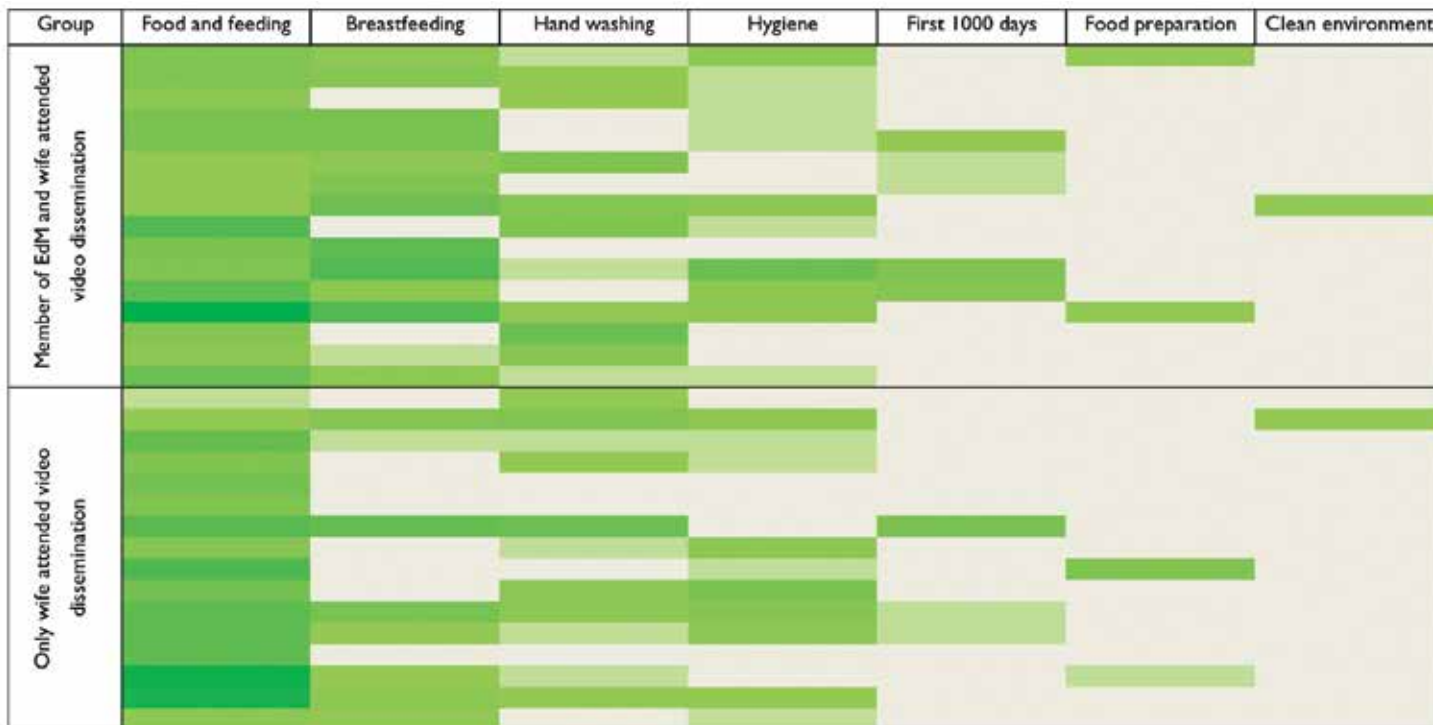 Group
Food and feeding
Breastfeeding
Hand washing
Hygiene
First 1000 days
Food preparation
Clean environment
Member of EdM and wife attended
video dissemination
Only wife attended video
dissemination